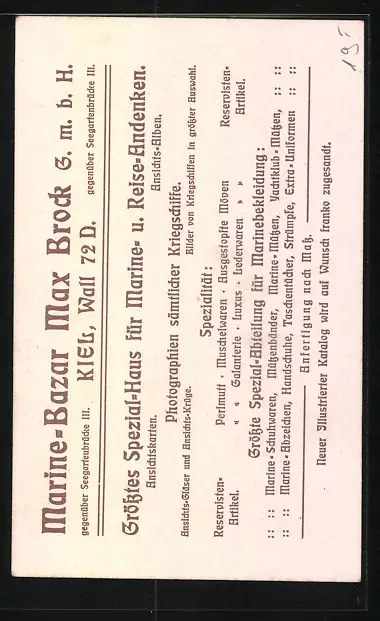 Marine-Bazar Max Brock G. m. b. H.
gegenüber Seegartenbrücke III. KIEL, Wall 72 D. gegenüber Seegartenbrücke III.
Größtes Spezial-Haus für Marine- u. Reise-Andenken.
Ansichtskarten. Ansichts-Alben.
Photographien sämtlicher Kriegschiffe.
Ansichts-Gläser und Ansichts-Krüge. Bilder von Kriegschiffen in größter Auswahl.
Spezialität:
Reservisten-Artikel. Perlmutt · Muschelwaren · Ausgestopfte Möven Reservisten-Artikel.
" " Galanterie · Luxus · Lederwaren " "
Größte Spezial-Abteilung für Marinebekleidung:
:: :: Marine-Schuhwaren, Mützenbänder, Marine-Mützen, Yachtklub-Mützen, :: ::
:: :: Marine-Abzeichen, Handschuhe, Taschentücher, Strümpfe, Extra-Uniformen :: ::
Anfertigung nach Maß.
Neuer Jllustrierter Katalog wird auf Wunsch franko zugesandt.